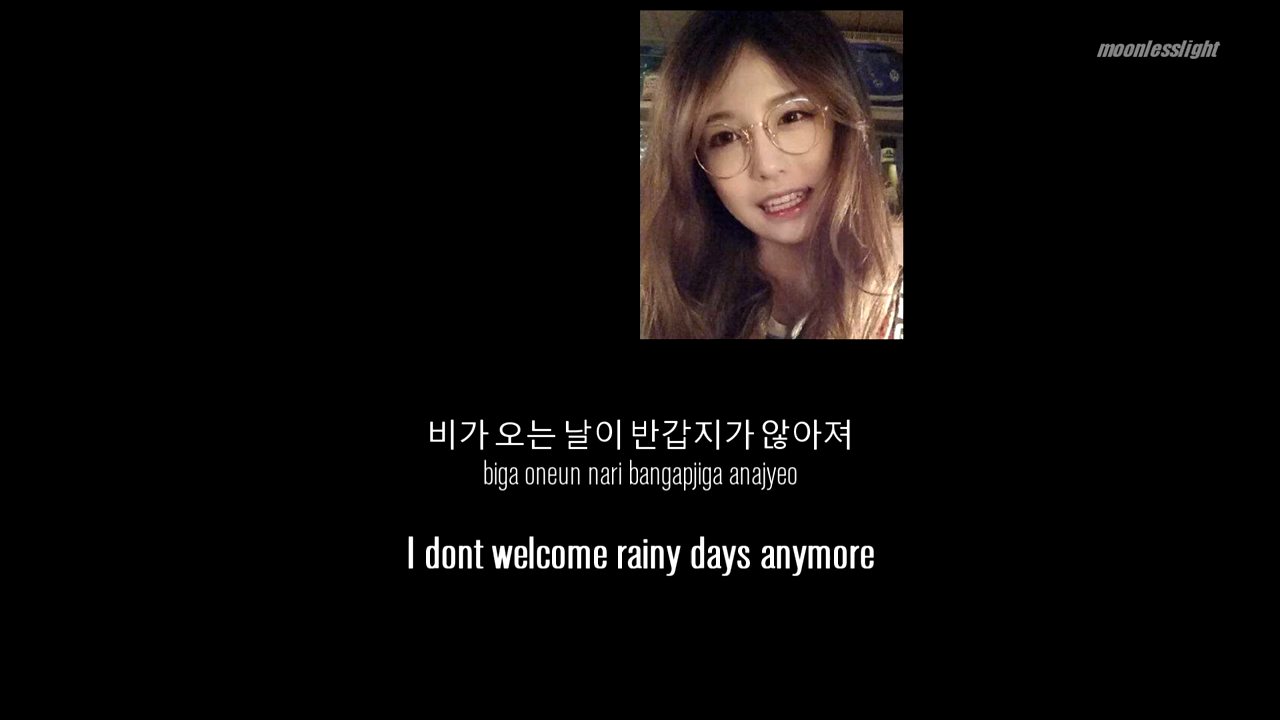 moonlesslight
비가 오는 날이 반갑지가 않아져
biga oneun nari bangapjiga anajyeo
I dont welcome rainy days anymore